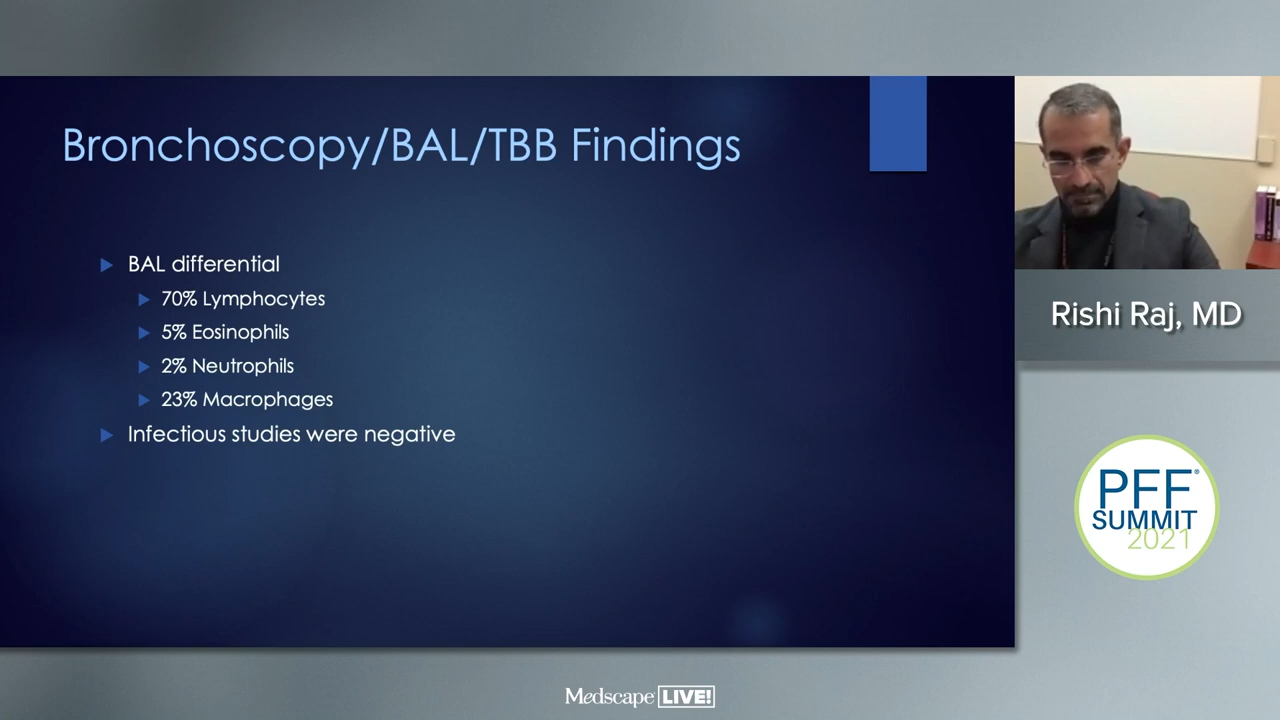 Bronchoscopy/BAL/TBB Findings
BAL differential
70% Lymphocytes
5% Eosinophils
2% Neutrophils
23% Macrophages
Infectious studies were negative
Rishi Raj, MD
PFF®
SUMMIT
2021
Medscape LIVE!